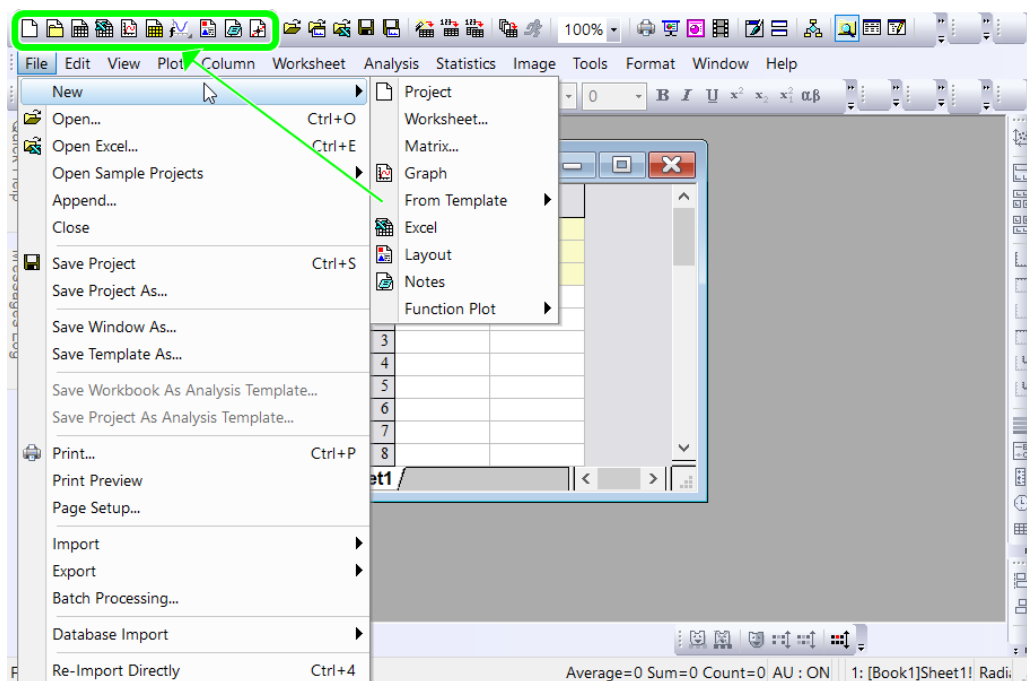 100%
File Edit View Plot Column Worksheet Analysis Statistics Image Tools Format Window Help
0 B I U x² x₂ x²₁ αβ
New
Open... Ctrl+O
Open Excel... Ctrl+E
Open Sample Projects
Append...
Close
Save Project Ctrl+S
Save Project As...
Save Window As...
Save Template As...
Save Workbook As Analysis Template...
Save Project As Analysis Template...
Print... Ctrl+P
Print Preview
Page Setup...
Import
Export
Batch Processing...
Database Import
Re-Import Directly Ctrl+4
Project
Worksheet...
Matrix...
Graph
From Template
Excel
Layout
Notes
Function Plot
3
4
5
6
7
8
et1
Messages Log
Average=0 Sum=0 Count=0 AU : ON 1: [Book1]Sheet1! Radi